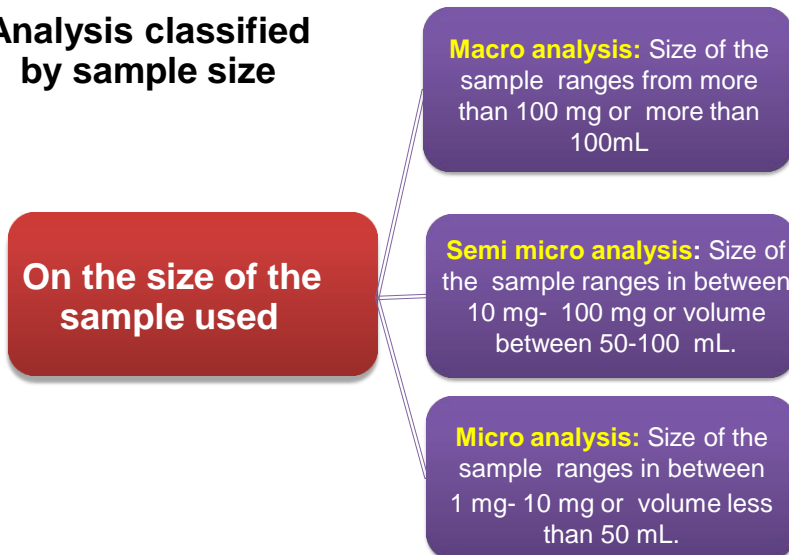 Analysis classified
by sample size
Macro analysis: Size of the
sample ranges from more
than 100 mg or more than
100mL
On the size of the
sample used
Semi micro analysis: Size of
the sample ranges in between
10 mg- 100 mg or volume
between 50-100 mL.
Micro analysis: Size of the
sample ranges in between
1 mg- 10 mg or volume less
than 50 mL.